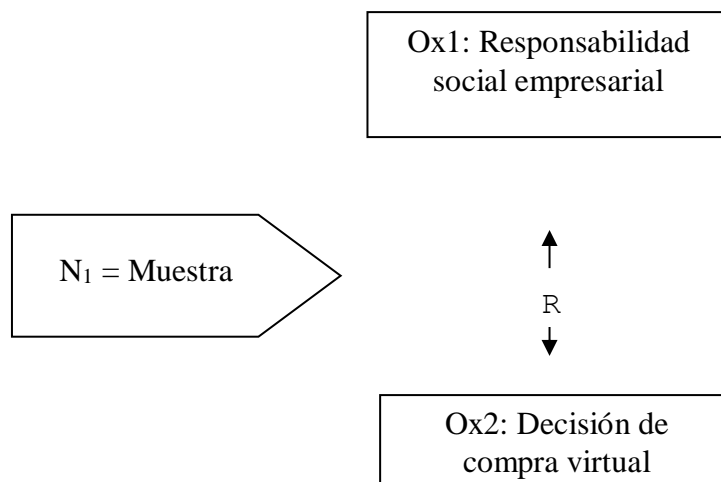 Ox1: Responsabilidad
social empresarial
N₁ = Muestra
R
Ox2: Decisión de
compra virtual